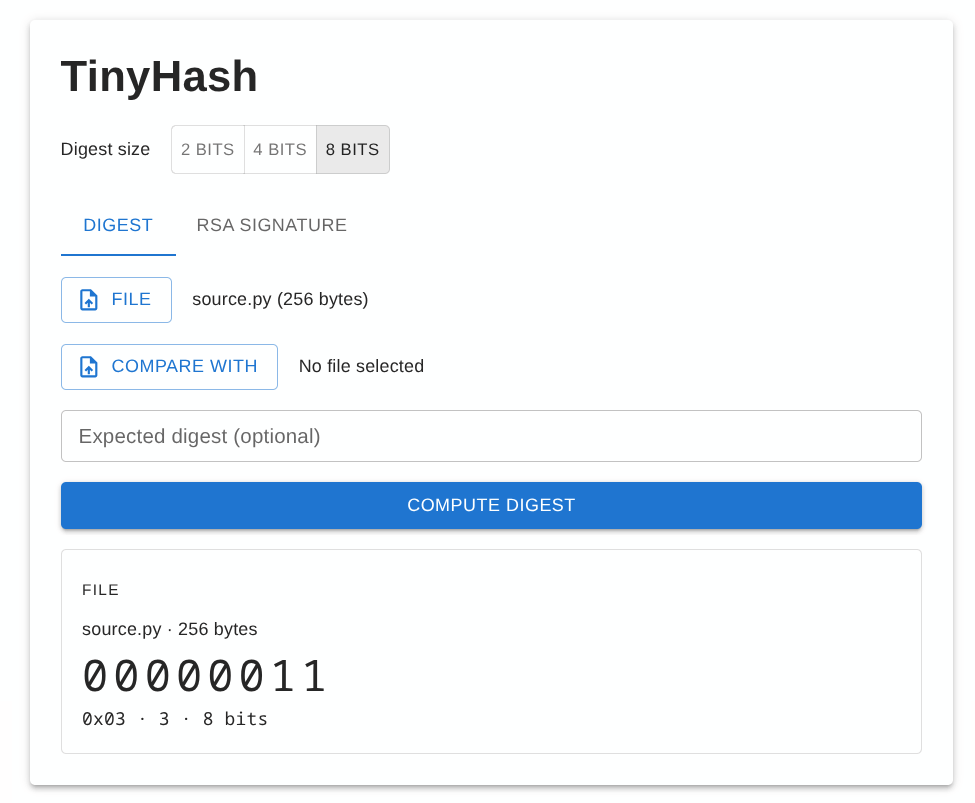 TinyHash
Digest size 2 BITS 4 BITS 8 BITS
DIGEST RSA SIGNATURE
FILE source.py (256 bytes)
COMPARE WITH No file selected
Expected digest (optional)
COMPUTE DIGEST
FILE
source.py · 256 bytes
00000011
0x03 · 3 · 8 bits